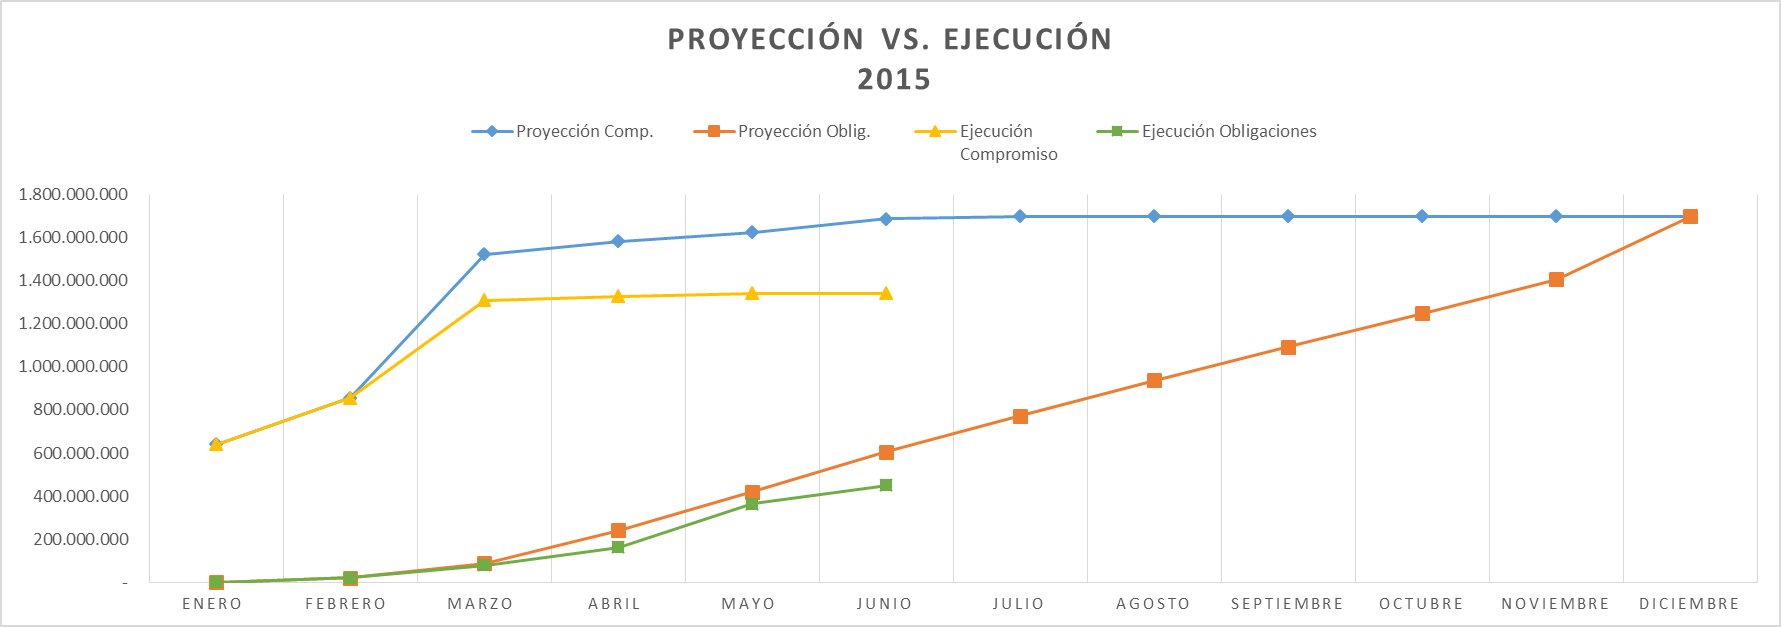 PROYECCIÓN VS. EJECUCIÓN
2015
Proyección Comp.
Proyección Oblig.
Ejecución
Compromiso
Ejecución Obligaciones
1.800.000.000
1.600.000.000
1.400.000.000
1.200.000.000
1.000.000.000
800.000.000
600.000.000
400.000.000
200.000.000
-
ENERO FEBRERO MARZO ABRIL MAYO JUNIO JULIO AGOSTO SEPTIEMBRE OCTUBRE NOVIEMBRE DICIEMBRE